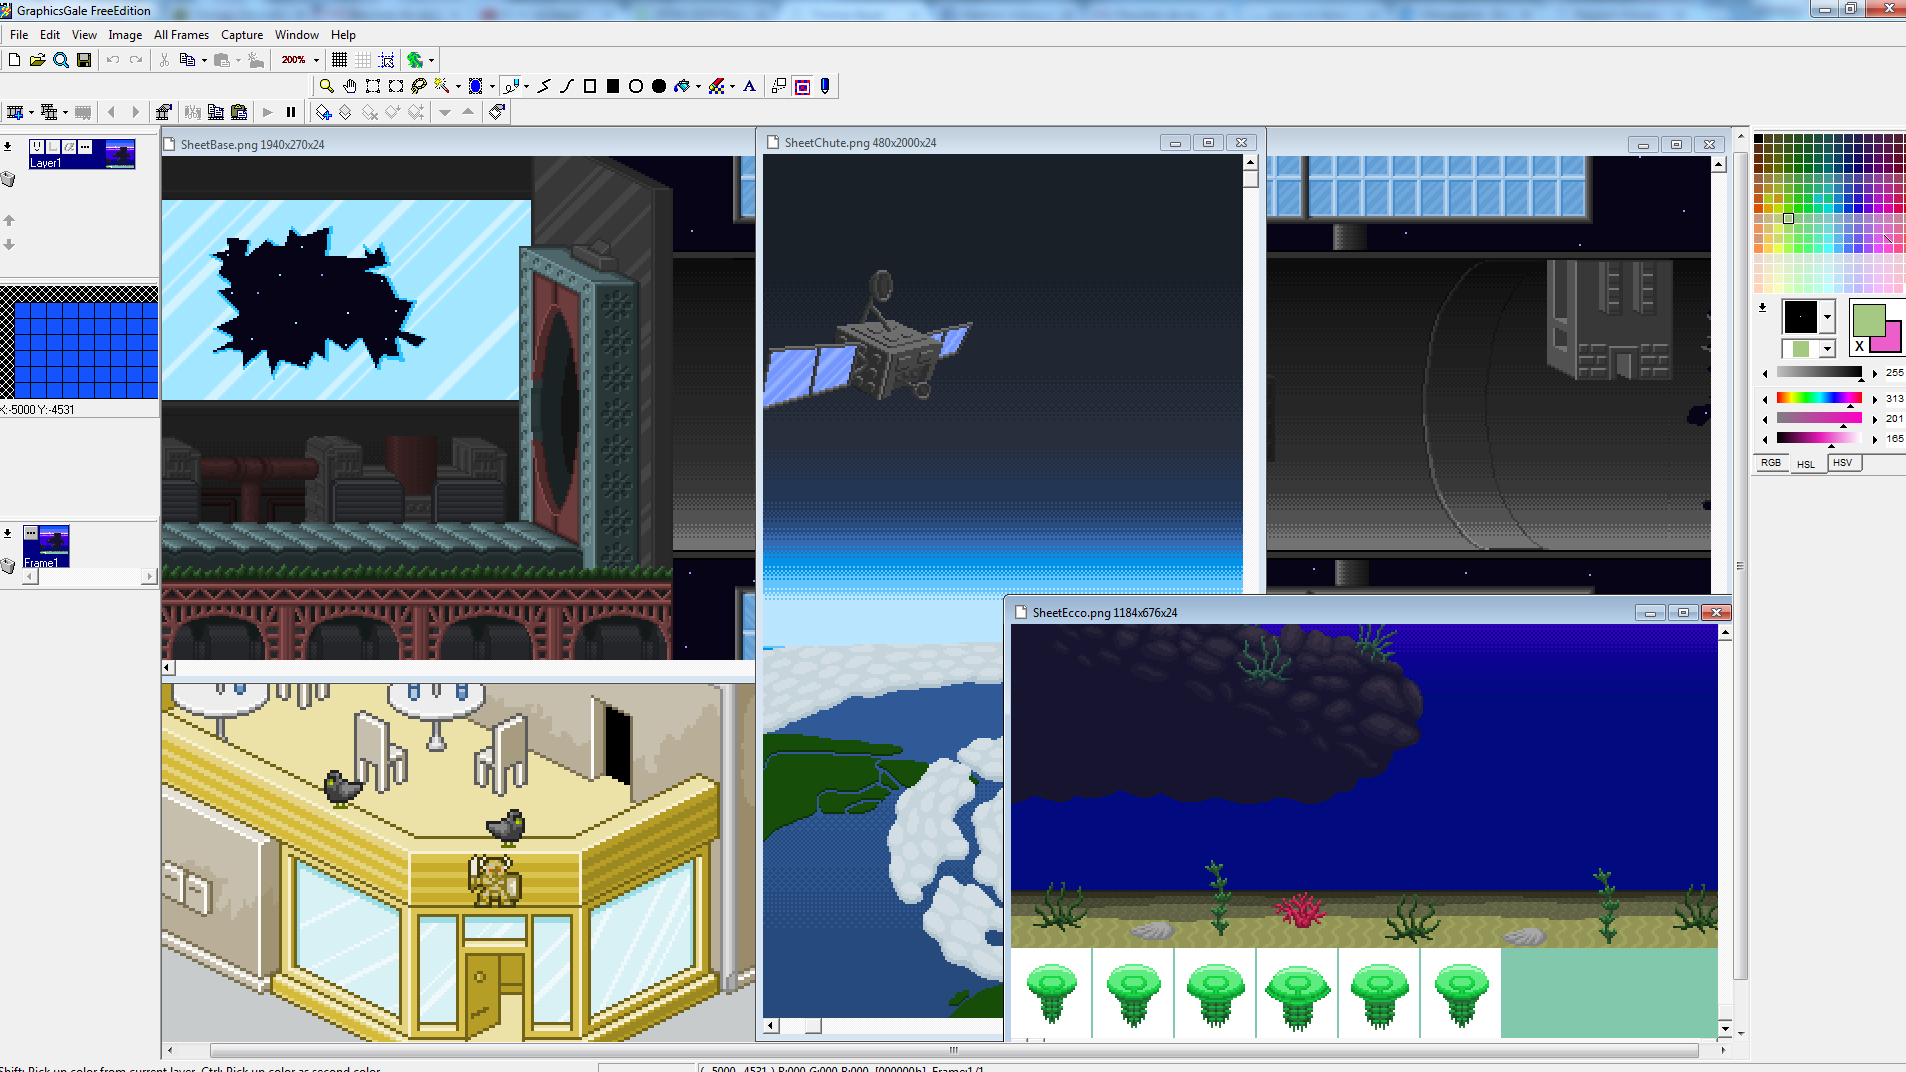 GraphicsGale FreeEdition
File Edit View Image All Frames Capture Window Help
200%
A
Layer1
X:-5000 Y:-4531
Frame1
SheetBase.png 1940x270x24
SheetChute.png 480x2000x24
SheetEcco.png 1184x676x24
X
255
313
201
165
RGB HSL HSV
Shift: Pick up color from current layer, Ctrl: Pick up color as second color
(-5000,-4531 ) R:000 G:000 B:000 [000000h] Frame:1/1